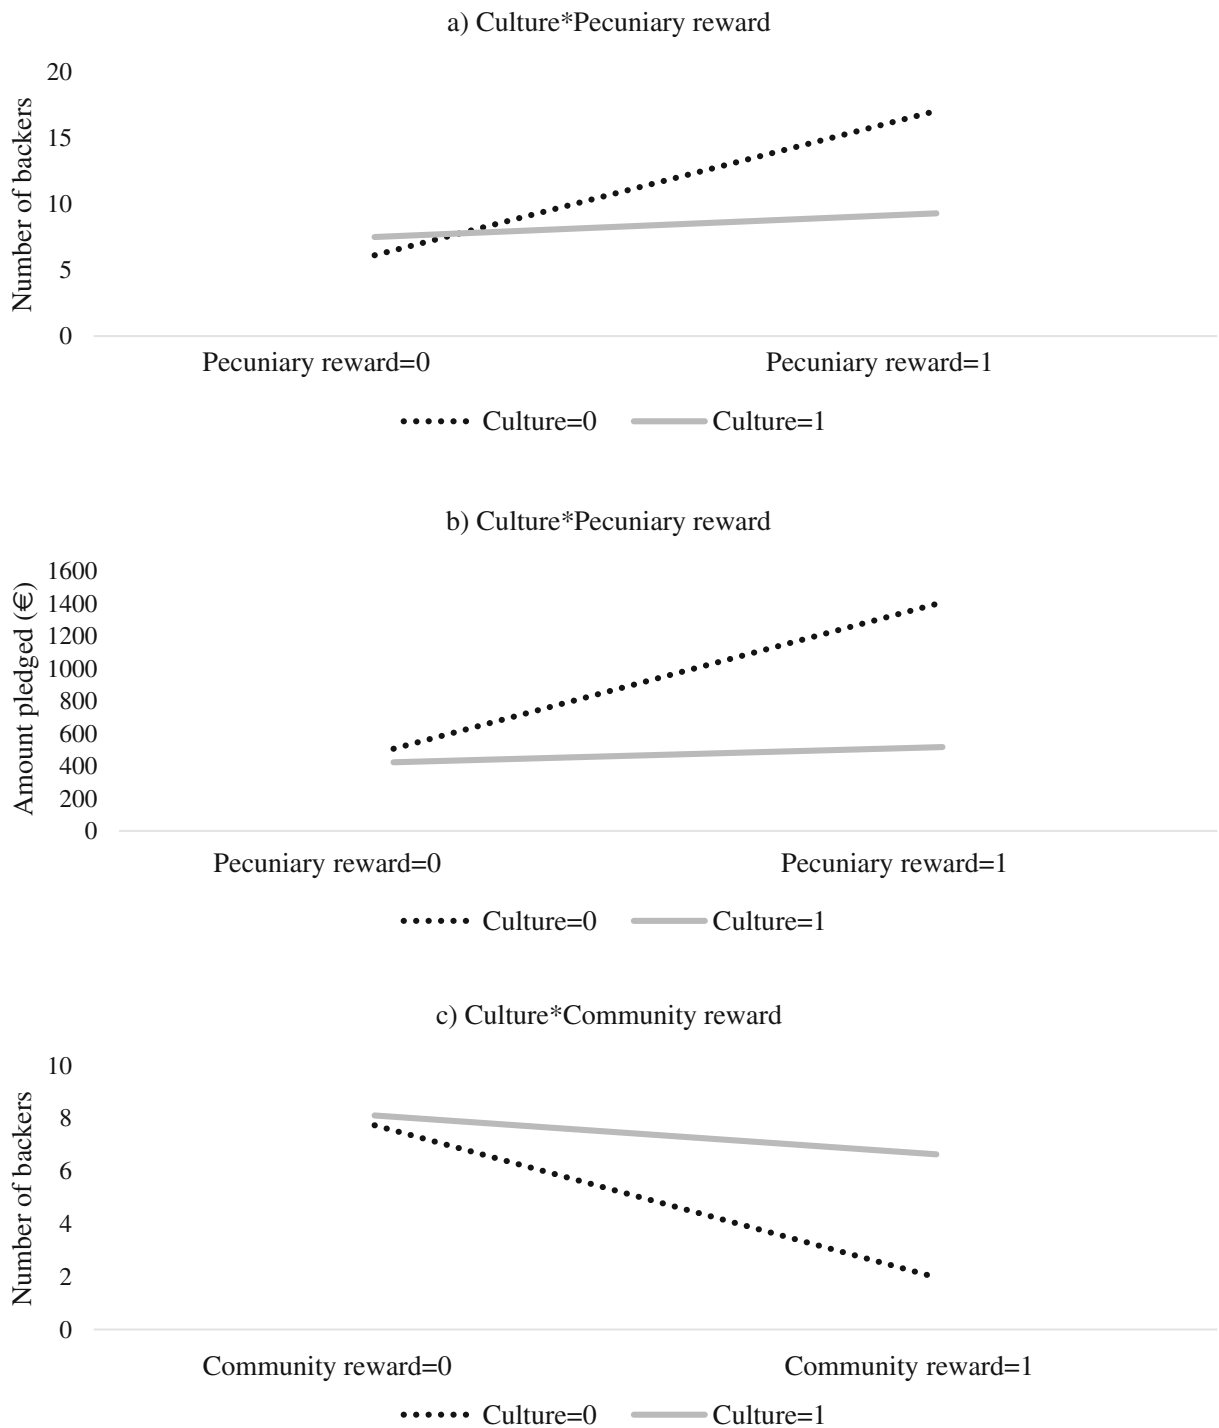 a) Culture*Pecuniary reward
Number of backers
20
15
10
5
0
Pecuniary reward=0 Pecuniary reward=1
Culture=0 Culture=1
b) Culture*Pecuniary reward
Amount pledged (€)
1600
1400
1200
1000
800
600
400
200
0
Pecuniary reward=0 Pecuniary reward=1
Culture=0 Culture=1
c) Culture*Community reward
Number of backers
10
8
6
4
2
0
Community reward=0 Community reward=1
Culture=0 Culture=1